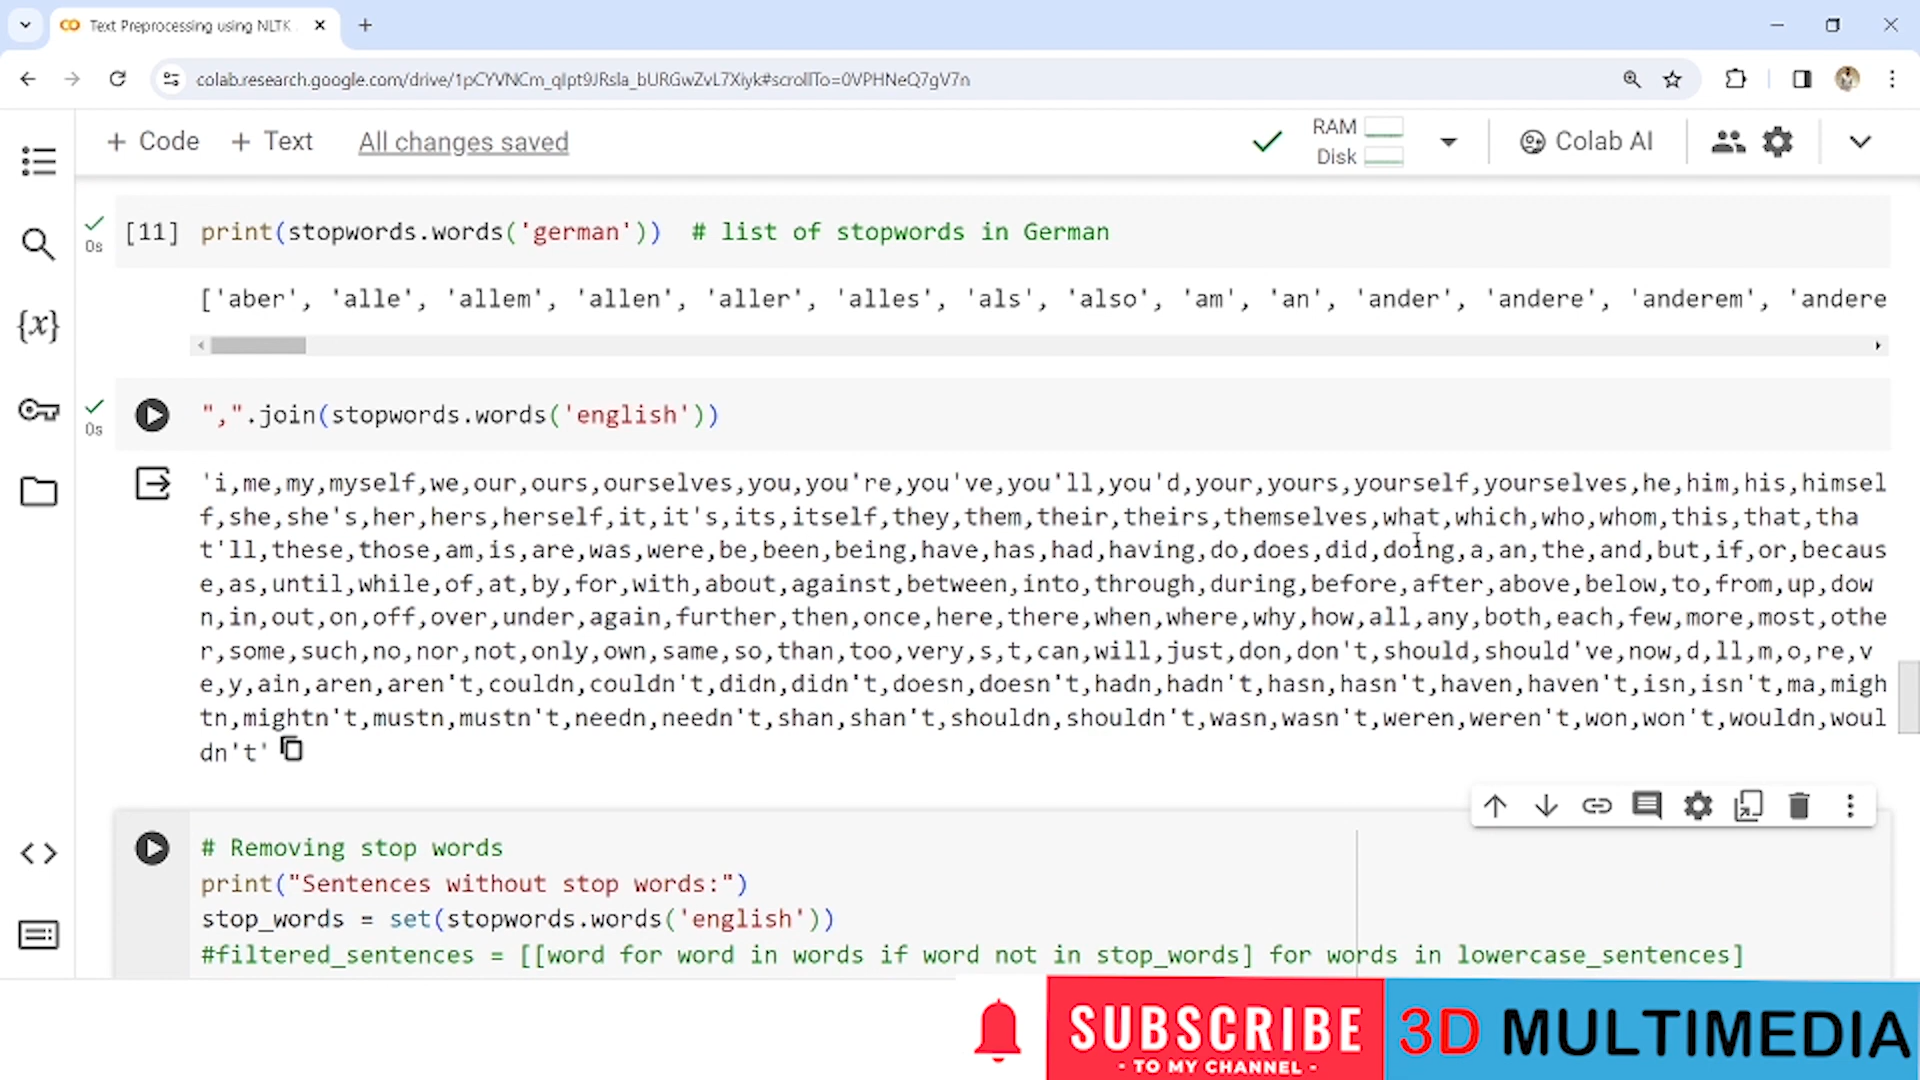 Text Preprocessing using NLTK
colab.research.google.com/drive/1pCYVNCm_qlpt9JRsla_bURGwZvL7Xiyk#scrollTo=0VPHNeQ7gV7n
+ Code + Text All changes saved
RAM
Disk
Colab AI
{x}
0s
[11] print(stopwords.words('german')) # list of stopwords in German
['aber', 'alle', 'allem', 'allen', 'aller', 'alles', 'als', 'also', 'am', 'an', 'ander', 'andere', 'anderem', 'andere
0s
",".join(stopwords.words('english'))
'i,me,my,myself,we,our,ours,ourselves,you,you're,you've,you'll,you'd,your,yours,yourself,yourselves,he,him,his,himsel
f,she,she's,her,hers,herself,it,it's,its,itself,they,them,their,theirs,themselves,what,which,who,whom,this,that,tha
t'll,these,those,am,is,are,was,were,be,been,being,have,has,had,having,do,does,did,doing,a,an,the,and,but,if,or,becaus
e,as,until,while,of,at,by,for,with,about,against,between,into,through,during,before,after,above,below,to,from,up,dow
n,in,out,on,off,over,under,again,further,then,once,here,there,when,where,why,how,all,any,both,each,few,more,most,othe
r,some,such,no,nor,not,only,own,same,so,than,too,very,s,t,can,will,just,don,don't,should,should've,now,d,ll,m,o,re,v
e,y,ain,aren,aren't,couldn,couldn't,didn,didn't,doesn,doesn't,hadn,hadn't,hasn,hasn't,haven,haven't,isn,isn't,ma,migh
tn,mightn't,mustn,mustn't,needn,needn't,shan,shan't,shouldn,shouldn't,wasn,wasn't,weren,weren't,won,won't,wouldn,woul
dn't'
# Removing stop words
print("Sentences without stop words:")
stop_words = set(stopwords.words('english'))
#filtered_sentences = [[word for word in words if word not in stop_words] for words in lowercase_sentences]
SUBSCRIBE
- TO MY CHANNEL -
3D MULTIMEDIA